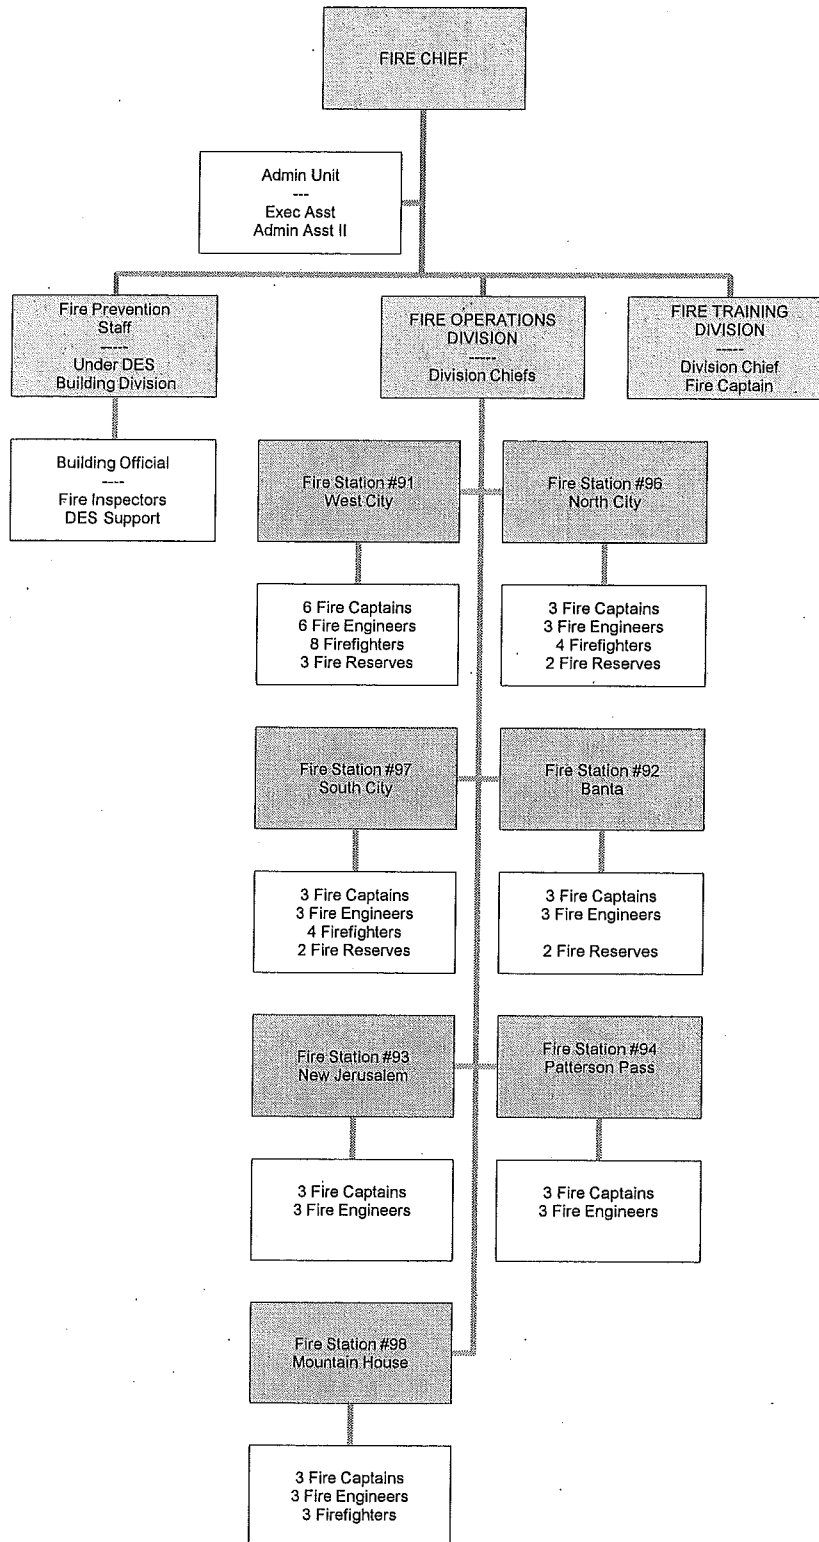 FIRE CHIEF
Admin Unit
---
Exec Asst
Admin Asst II
Fire Prevention
Staff
-----
Under DES
Building Division
FIRE OPERATIONS
DIVISION
-----
Division Chiefs
FIRE TRAINING
DIVISION
-----
Division Chief
Fire Captain
Building Official
----
Fire Inspectors
DES Support
Fire Station #91
West City
Fire Station #96
North City
6 Fire Captains
6 Fire Engineers
8 Firefighters
3 Fire Reserves
3 Fire Captains
3 Fire Engineers
4 Firefighters
2 Fire Reserves
Fire Station #97
South City
Fire Station #92
Banta
3 Fire Captains
3 Fire Engineers
4 Firefighters
2 Fire Reserves
3 Fire Captains
3 Fire Engineers
2 Fire Reserves
Fire Station #93
New Jerusalem
Fire Station #94
Patterson Pass
3 Fire Captains
3 Fire Engineers
3 Fire Captains
3 Fire Engineers
Fire Station #98
Mountain House
3 Fire Captains
3 Fire Engineers
3 Firefighters